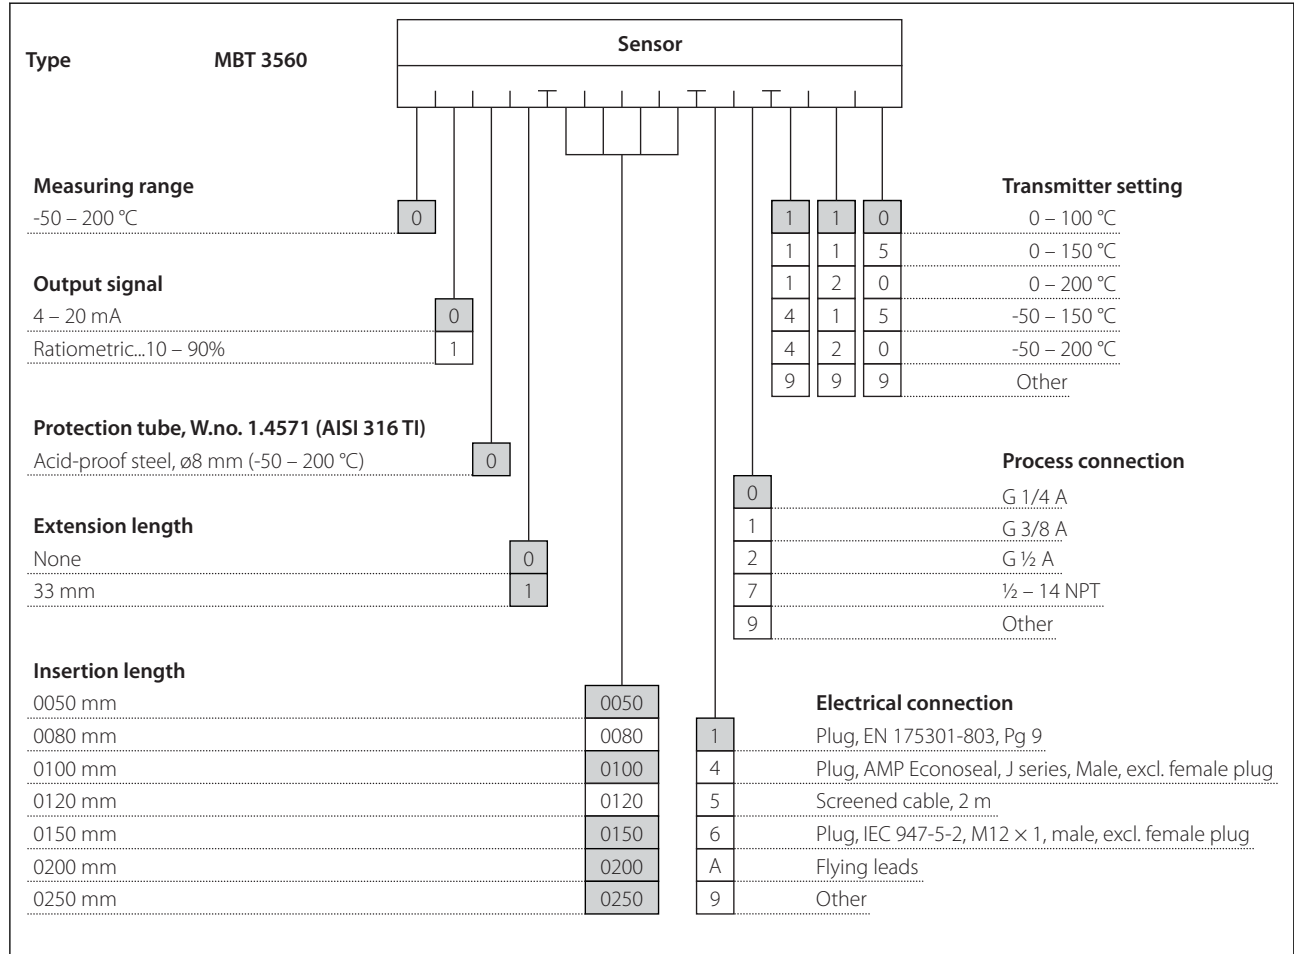 Sensor
Type MBT 3560
Measuring range
-50 – 200 °C 0
Output signal
4 – 20 mA 0
Ratiometric...10 – 90% 1
Protection tube, W.no. 1.4571 (AISI 316 TI)
Acid-proof steel, ø8 mm (-50 – 200 °C) 0
Extension length
None 0
33 mm 1
Insertion length
0050 mm 0050
0080 mm 0080
0100 mm 0100
0120 mm 0120
0150 mm 0150
0200 mm 0200
0250 mm 0250
Transmitter setting
1 1 0 0 – 100 °C
1 1 5 0 – 150 °C
1 2 0 0 – 200 °C
4 1 5 -50 – 150 °C
4 2 0 -50 – 200 °C
9 9 9 Other
Process connection
0 G 1/4 A
1 G 3/8 A
2 G ½ A
7 ½ – 14 NPT
9 Other
Electrical connection
1 Plug, EN 175301-803, Pg 9
4 Plug, AMP Econoseal, J series, Male, excl. female plug
5 Screened cable, 2 m
6 Plug, IEC 947-5-2, M12 × 1, male, excl. female plug
A Flying leads
9 Other